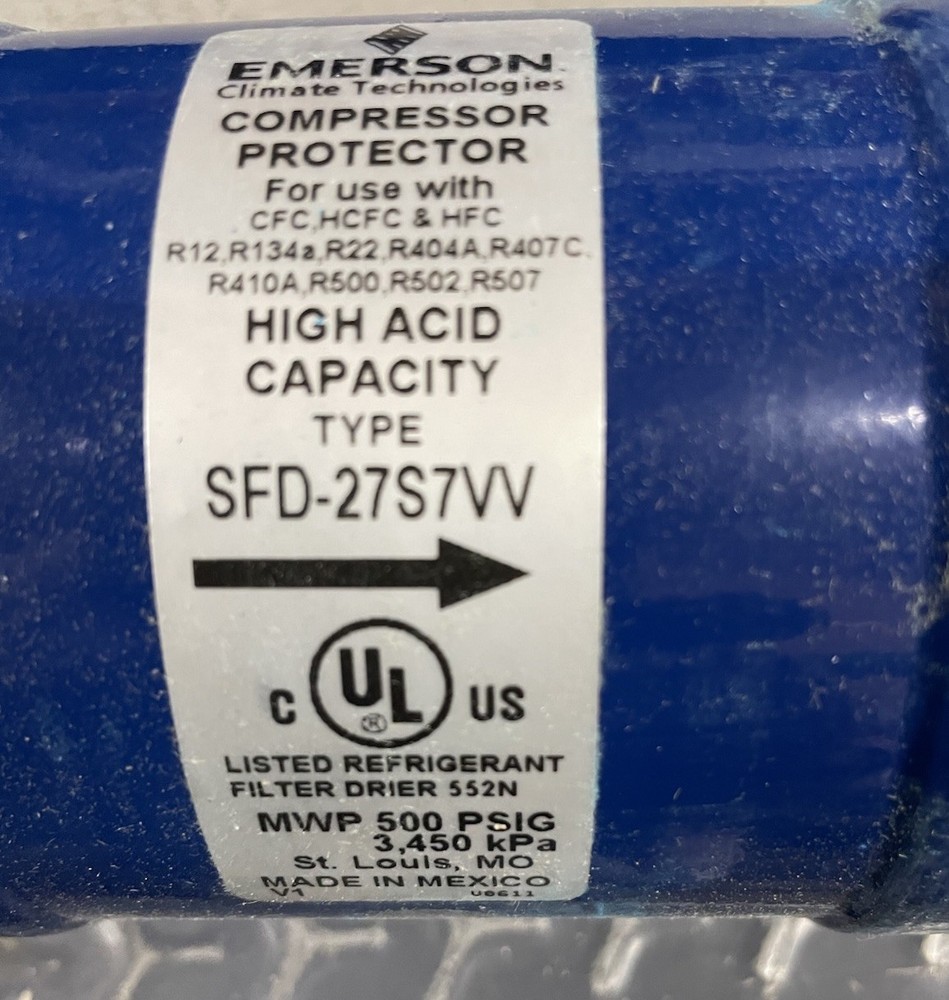 EMERSON
Climate Technologies
COMPRESSOR
PROTECTOR
For use with
CFC,HCFC & HFC
R12,R134a,R22,R404A,R407C,
R410A,R500,R502,R507
HIGH ACID
CAPACITY
TYPE
SFD-27S7VV
C UL® US
LISTED REFRIGERANT
FILTER DRIER 552N
MWP 500 PSIG
3,450 kPa
St. Louis, MO
MADE IN MEXICO
V1